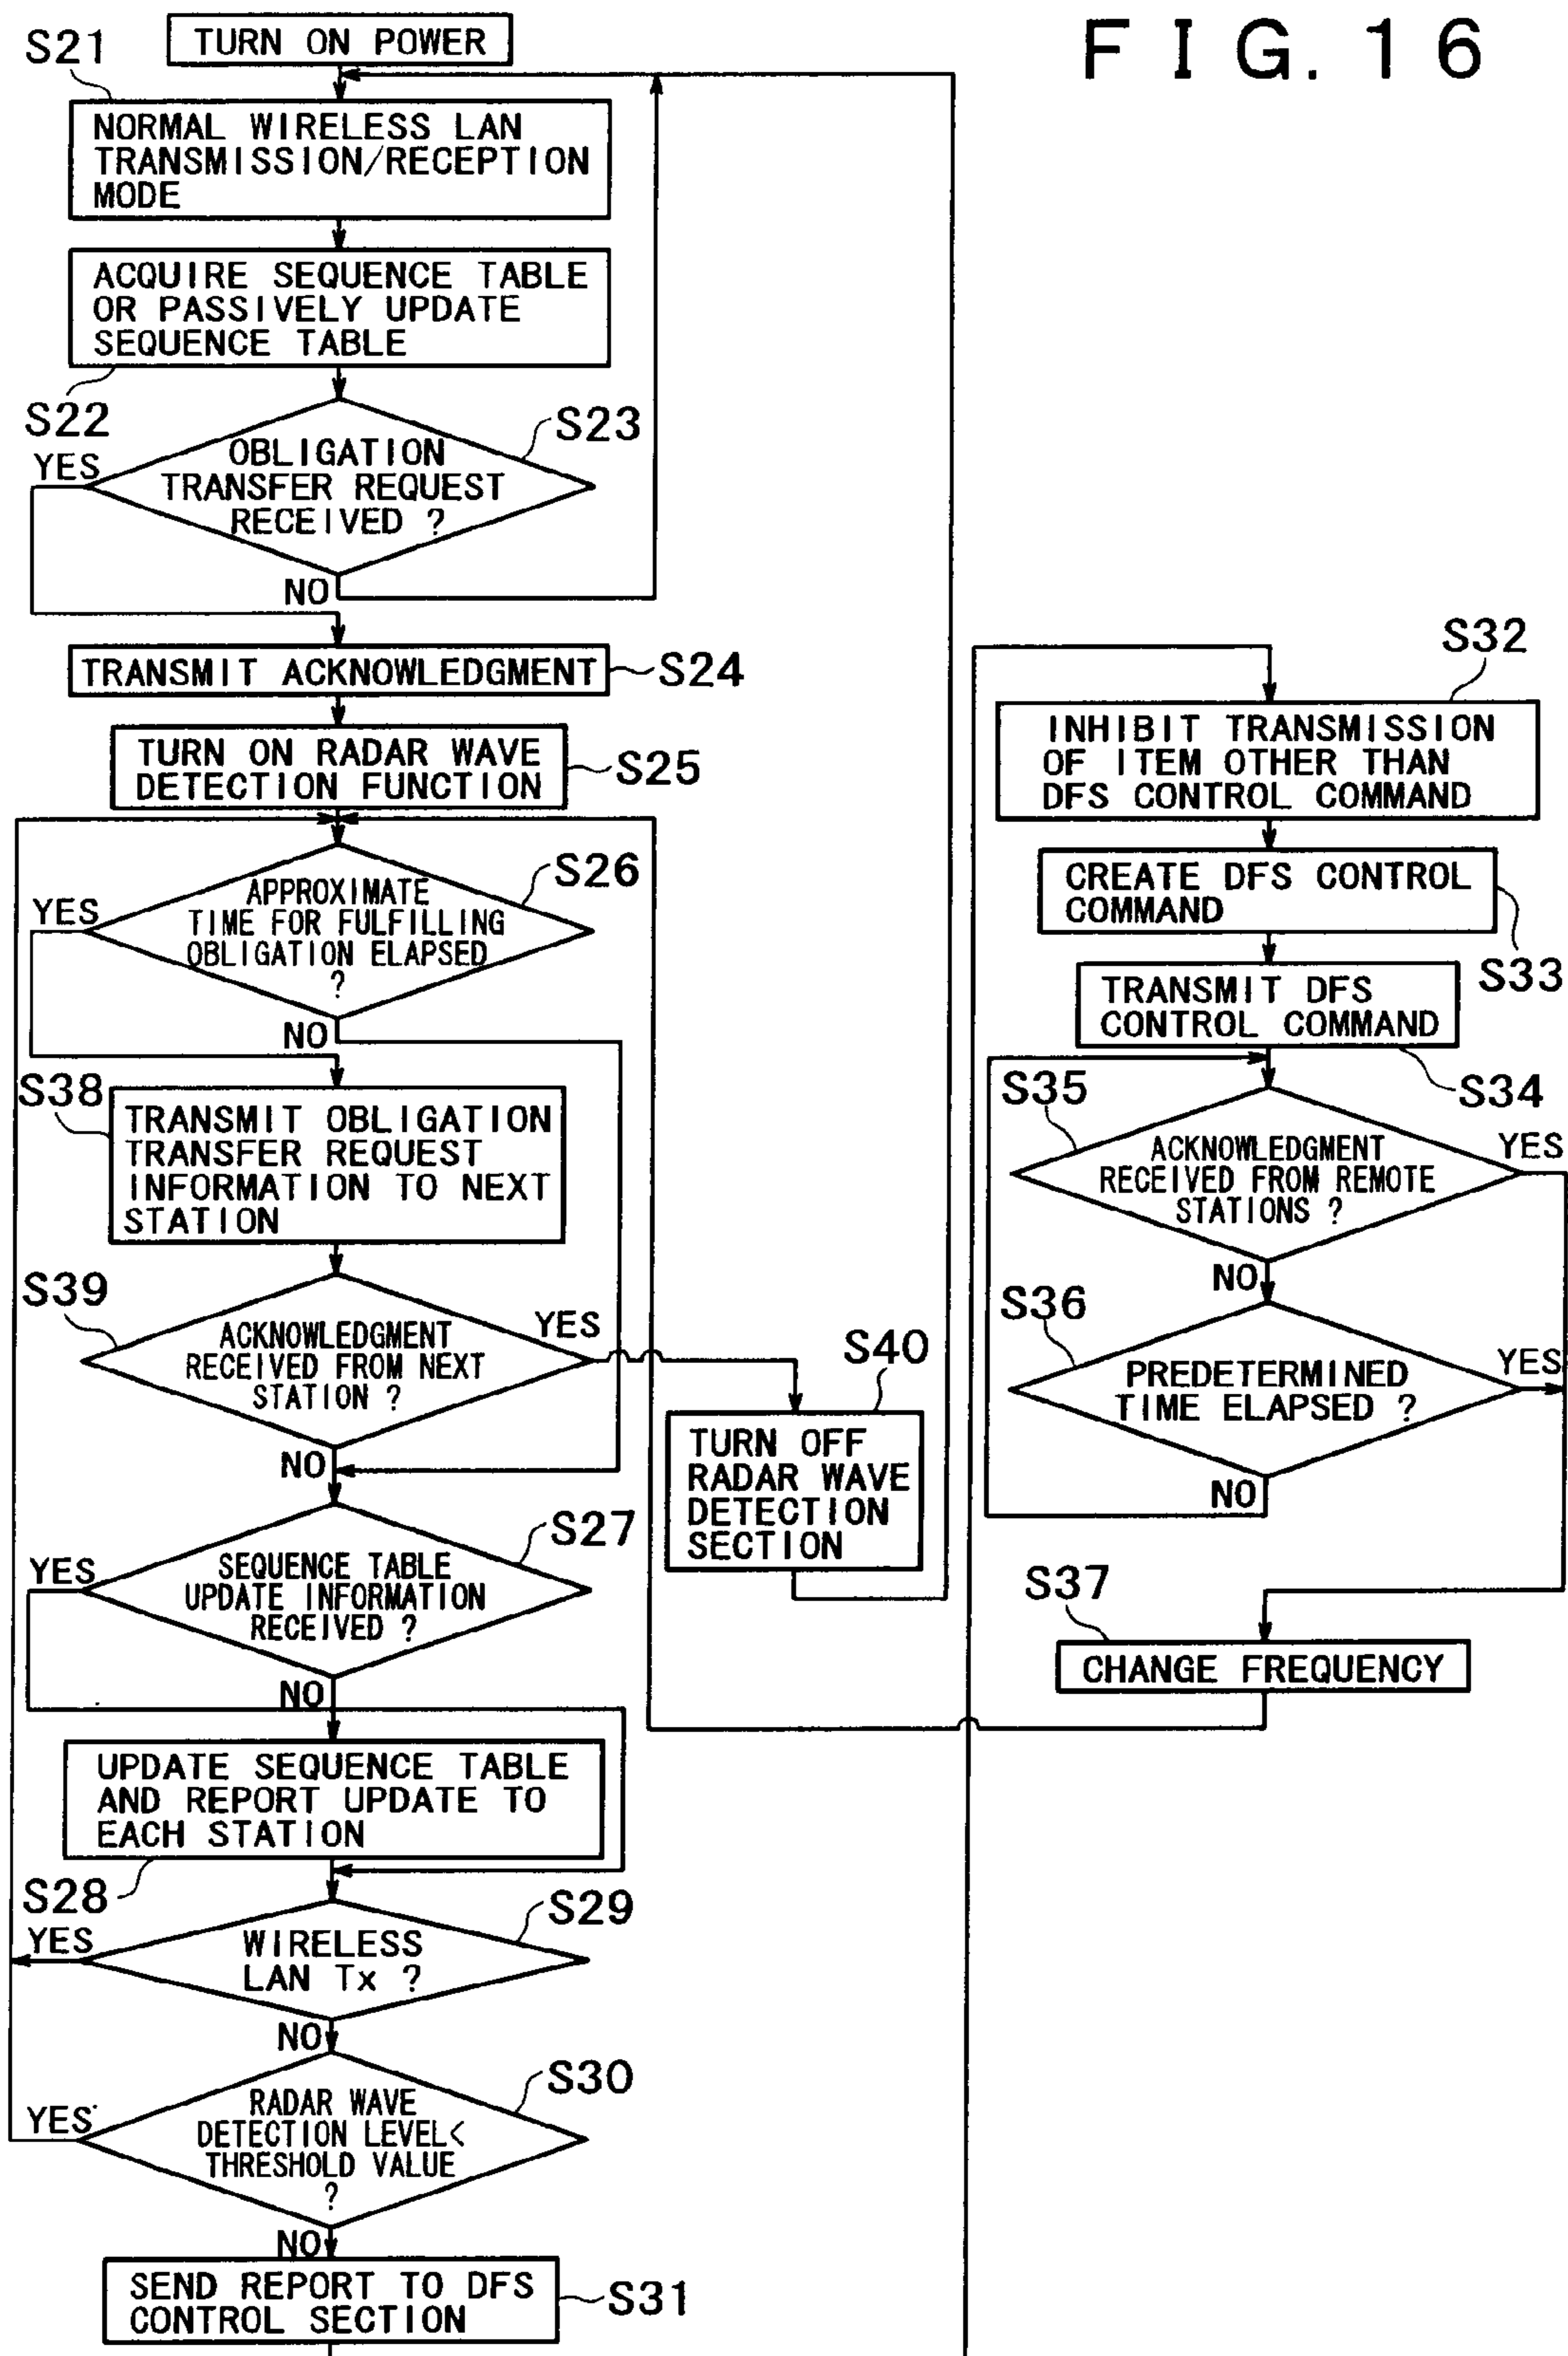 FIG. 16
TURN ON POWER
S21
NORMAL WIRELESS LAN
TRANSMISSION/RECEPTION
MODE
ACQUIRE SEQUENCE TABLE
OR PASSIVELY UPDATE
SEQUENCE TABLE
S22
S23
OBLIGATION
TRANSFER REQUEST
RECEIVED ?
YES
NO
TRANSMIT ACKNOWLEDGMENT
S24
TURN ON RADAR WAVE
DETECTION FUNCTION
S25
S26
APPROXIMATE
TIME FOR FULFILLING
OBLIGATION ELAPSED
?
YES
NO
S38
TRANSMIT OBLIGATION
TRANSFER REQUEST
INFORMATION TO NEXT
STATION
S39
ACKNOWLEDGMENT
RECEIVED FROM NEXT
STATION ?
YES
NO
S40
TURN OFF
RADAR WAVE
DETECTION
SECTION
S27
SEQUENCE TABLE
UPDATE INFORMATION
RECEIVED ?
YES
NO
UPDATE SEQUENCE TABLE
AND REPORT UPDATE TO
EACH STATION
S28
S29
WIRELESS
LAN Tx ?
YES
NO
S30
RADAR WAVE
DETECTION LEVEL<
THRESHOLD VALUE
?
YES
NO
SEND REPORT TO DFS
CONTROL SECTION
S31
S32
INHIBIT TRANSMISSION
OF ITEM OTHER THAN
DFS CONTROL COMMAND
CREATE DFS CONTROL
COMMAND
S33
TRANSMIT DFS
CONTROL COMMAND
S34
S35
ACKNOWLEDGMENT
RECEIVED FROM REMOTE
STATIONS ?
YES
NO
S36
PREDETERMINED
TIME ELAPSED ?
YES
NO
S37
CHANGE FREQUENCY